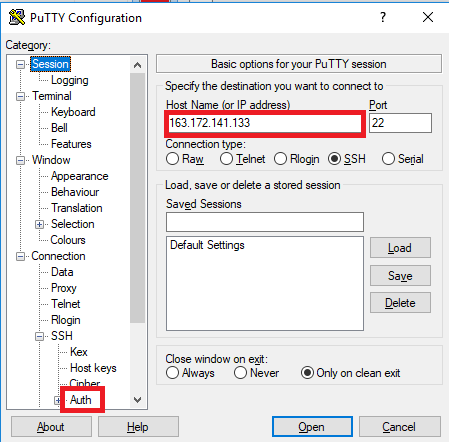 PuTTY Configuration
Category:
Session
Logging
Terminal
Keyboard
Bell
Features
Window
Appearance
Behaviour
Translation
Selection
Colours
Connection
Data
Proxy
Telnet
Rlogin
SSH
Kex
Host keys
Cipher
Auth
Basic options for your PuTTY session
Specify the destination you want to connect to
Host Name (or IP address) Port
163.172.141.133 22
Connection type:
Raw Telnet Rlogin SSH Serial
Load, save or delete a stored session
Saved Sessions
Default Settings
Load
Save
Delete
Close window on exit:
Always Never Only on clean exit
About Help Open Cancel